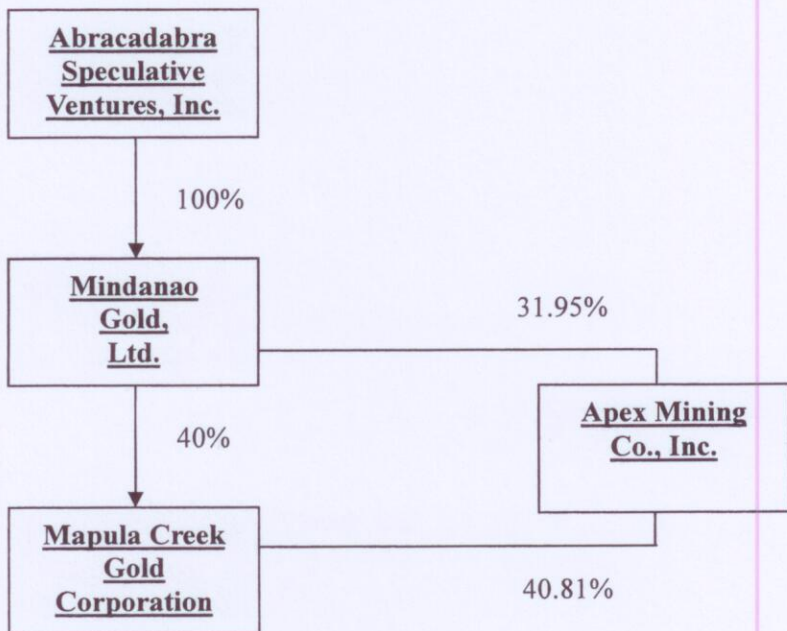 Abracadabra
Speculative
Ventures, Inc.
100%
Mindanao
Gold,
Ltd.
31.95%
Apex Mining
Co., Inc.
40%
Mapula Creek
Gold
Corporation
40.81%